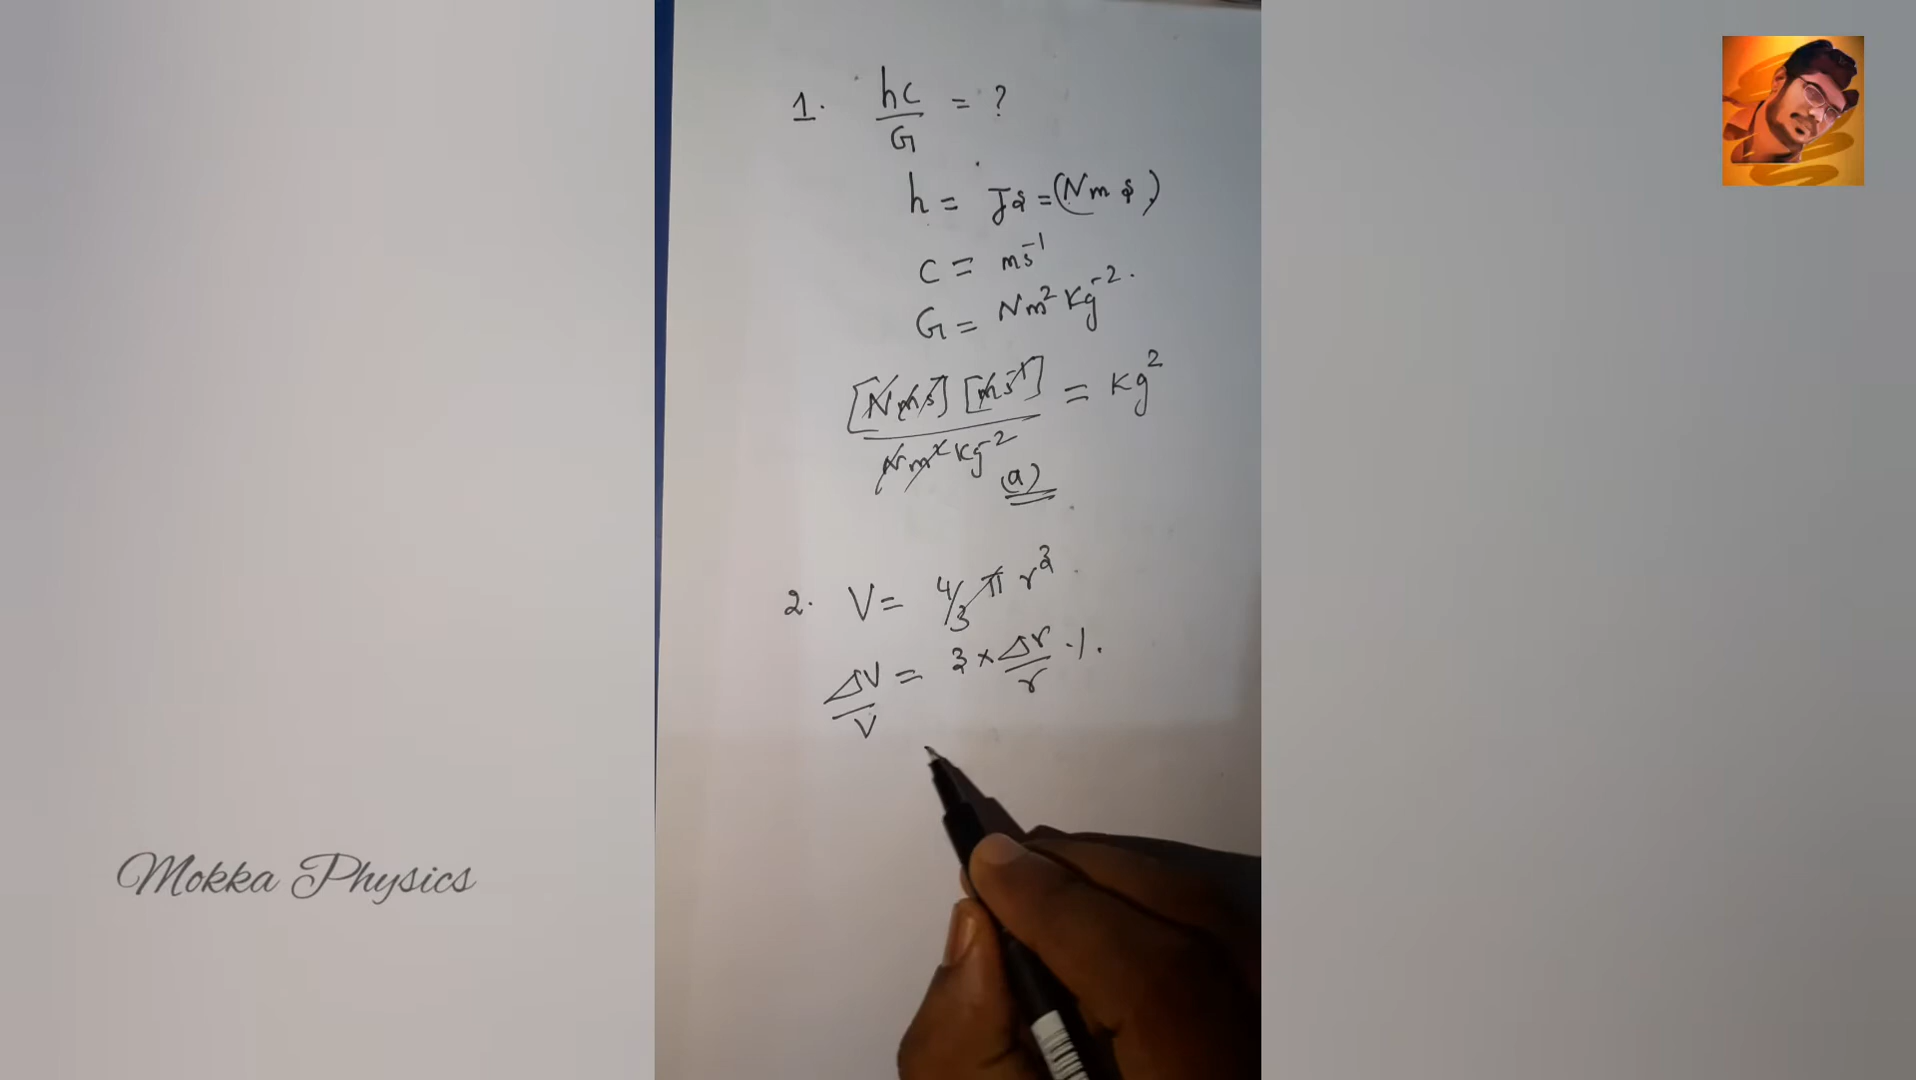 1. hc/G = ?
h = Js = (Nms)
c = ms⁻¹
G = Nm² Kg⁻².
[Nms] [ms⁻¹] / Nm² Kg⁻² = Kg²
(a)
2. V = 4/3 π r³
ΔV/V = 3 × Δr/r %.
Mokka Physics